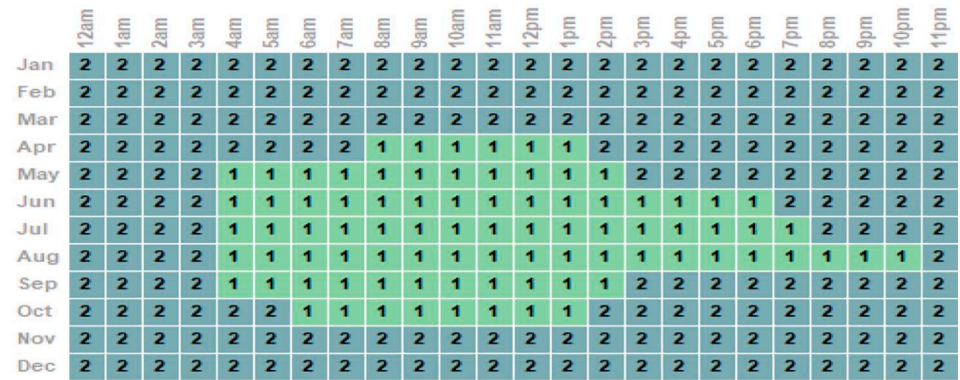 12am 1am 2am 3am 4am 5am 6am 7am 8am 9am 10am 11am 12pm 1pm 2pm 3pm 4pm 5pm 6pm 7pm 8pm 9pm 10pm 11pm
Jan 2 2 2 2 2 2 2 2 2 2 2 2 2 2 2 2 2 2 2 2 2 2 2 2
Feb 2 2 2 2 2 2 2 2 2 2 2 2 2 2 2 2 2 2 2 2 2 2 2 2
Mar 2 2 2 2 2 2 2 2 2 2 2 2 2 2 2 2 2 2 2 2 2 2 2 2
Apr 2 2 2 2 2 2 2 2 1 1 1 1 1 1 2 2 2 2 2 2 2 2 2 2
May 2 2 2 2 1 1 1 1 1 1 1 1 1 1 1 2 2 2 2 2 2 2 2 2
Jun 2 2 2 2 1 1 1 1 1 1 1 1 1 1 1 1 1 1 1 2 2 2 2 2
Jul 2 2 2 2 1 1 1 1 1 1 1 1 1 1 1 1 1 1 1 1 2 2 2 2
Aug 2 2 2 2 1 1 1 1 1 1 1 1 1 1 1 1 1 1 1 1 1 1 1 2
Sep 2 2 2 2 1 1 1 1 1 1 1 1 1 1 1 2 2 2 2 2 2 2 2 2
Oct 2 2 2 2 2 2 1 1 1 1 1 1 1 1 2 2 2 2 2 2 2 2 2 2
Nov 2 2 2 2 2 2 2 2 2 2 2 2 2 2 2 2 2 2 2 2 2 2 2 2
Dec 2 2 2 2 2 2 2 2 2 2 2 2 2 2 2 2 2 2 2 2 2 2 2 2